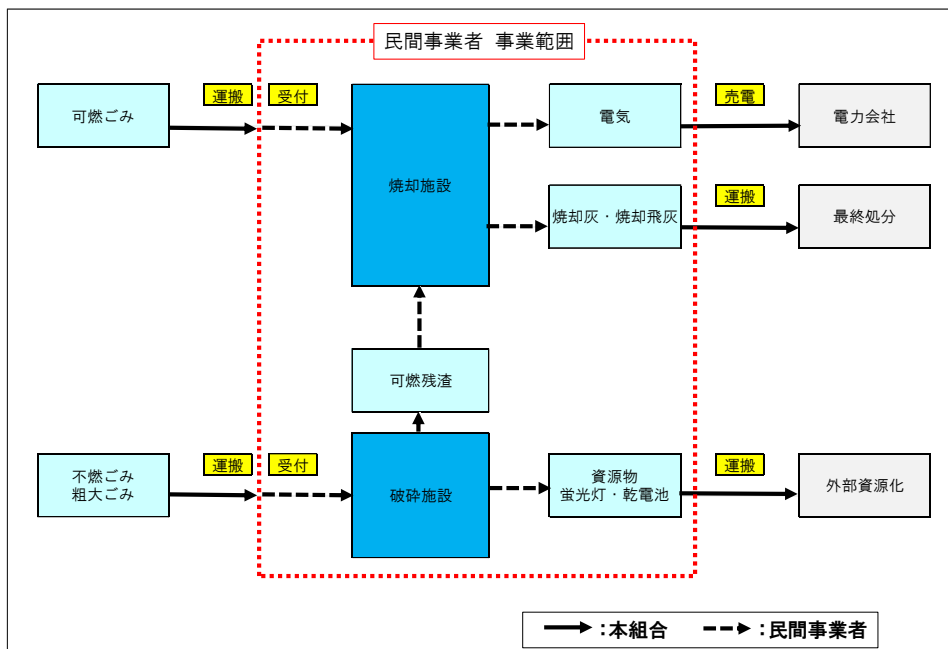 民間事業者 事業範囲
可燃ごみ
運搬
受付
焼却施設
電気
売電
電力会社
焼却灰・焼却飛灰
運搬
最終処分
可燃残渣
不燃ごみ
粗大ごみ
運搬
受付
破砕施設
資源物
蛍光灯・乾電池
運搬
外部資源化
：本組合
：民間事業者